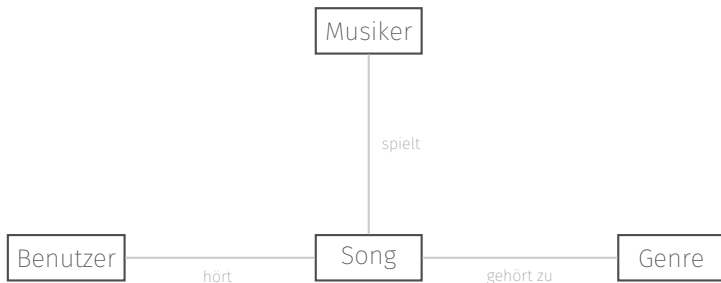 Musiker
spielt
Benutzer
hört
Song
gehört zu
Genre